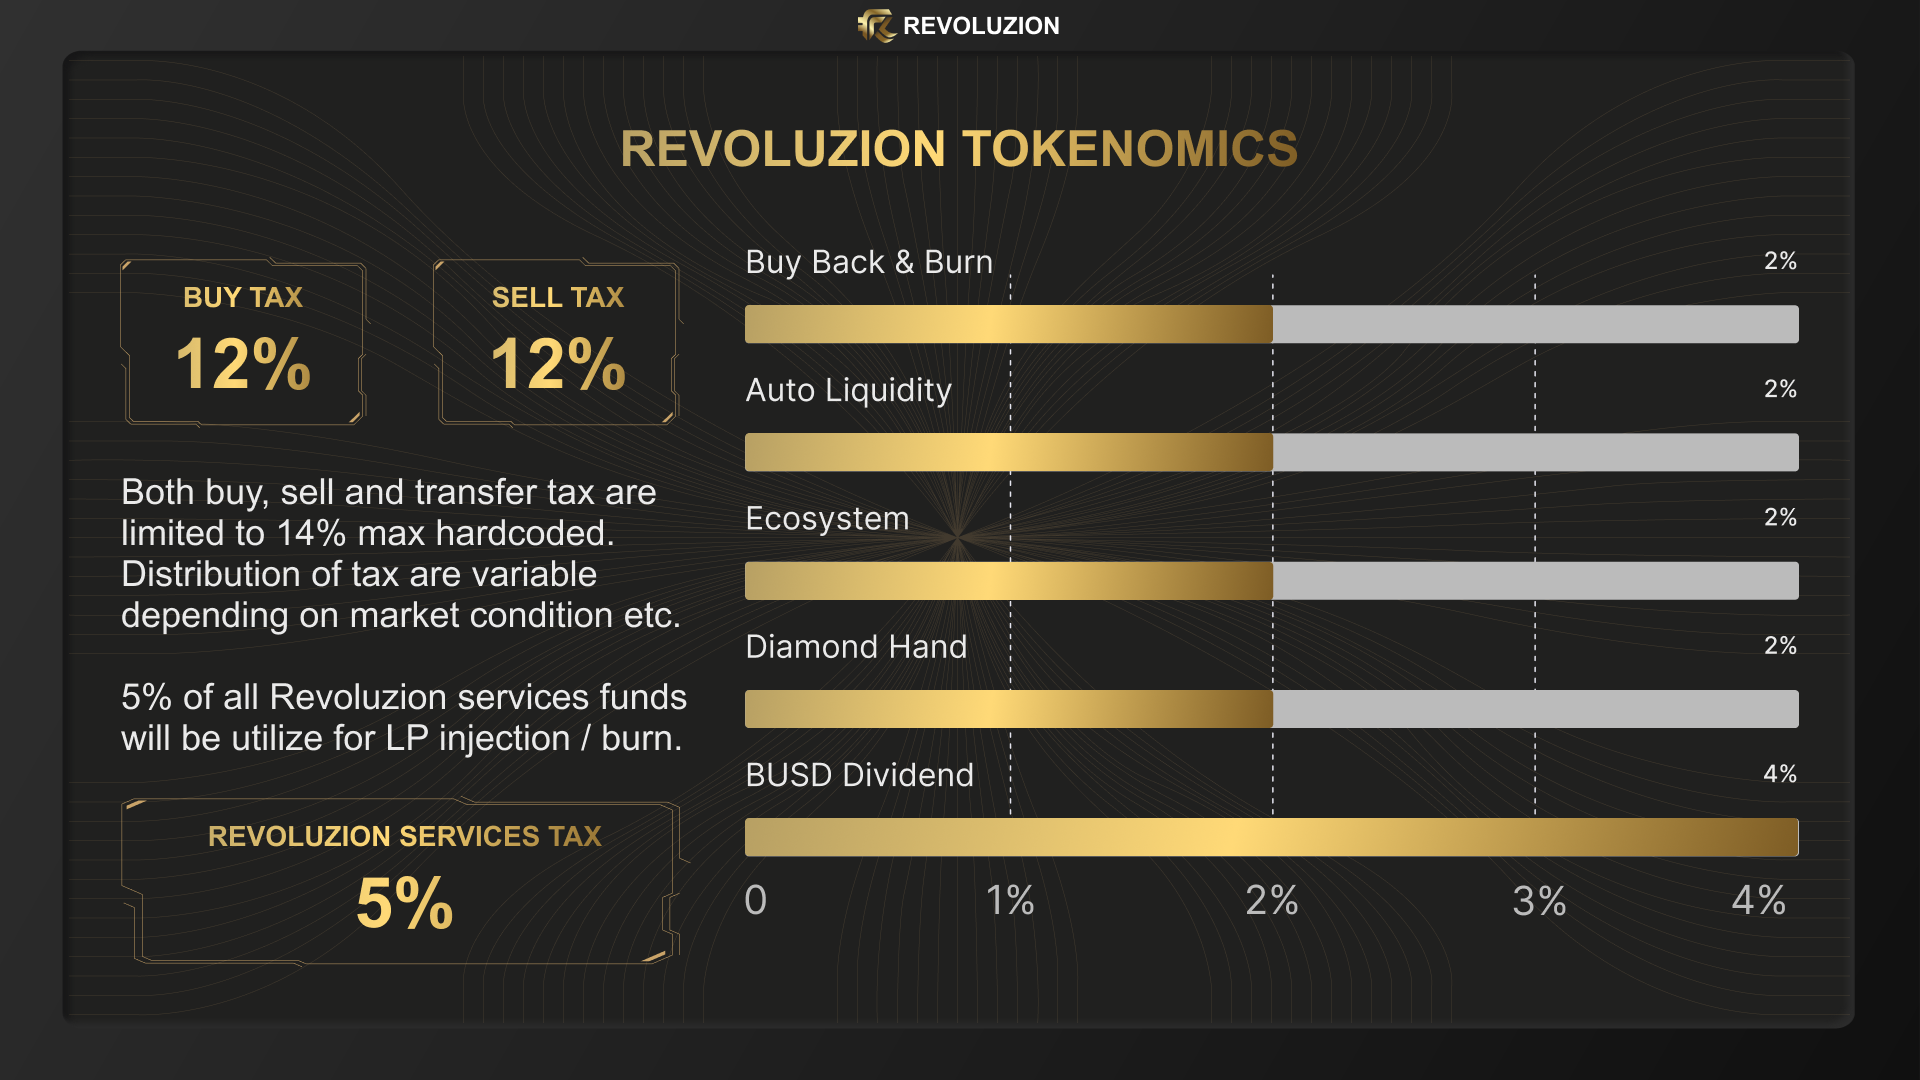 REVOLUZION
REVOLUZION TOKENOMICS
BUY TAX
12%
SELL TAX
12%
Both buy, sell and transfer tax are
limited to 14% max hardcoded.
Distribution of tax are variable
depending on market condition etc.
5% of all Revoluzion services funds
will be utilize for LP injection / burn.
REVOLUZION SERVICES TAX
5%
Buy Back & Burn 2%
Auto Liquidity 2%
Ecosystem 2%
Diamond Hand 2%
BUSD Dividend 4%
0 1% 2% 3% 4%